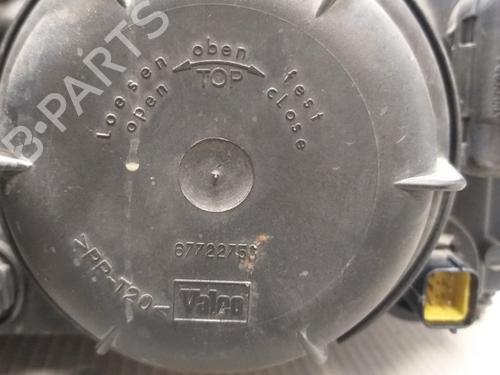 B-PARTS
Loesen oben fest
open TOP close
67722756
>PP-T20<
Valeo